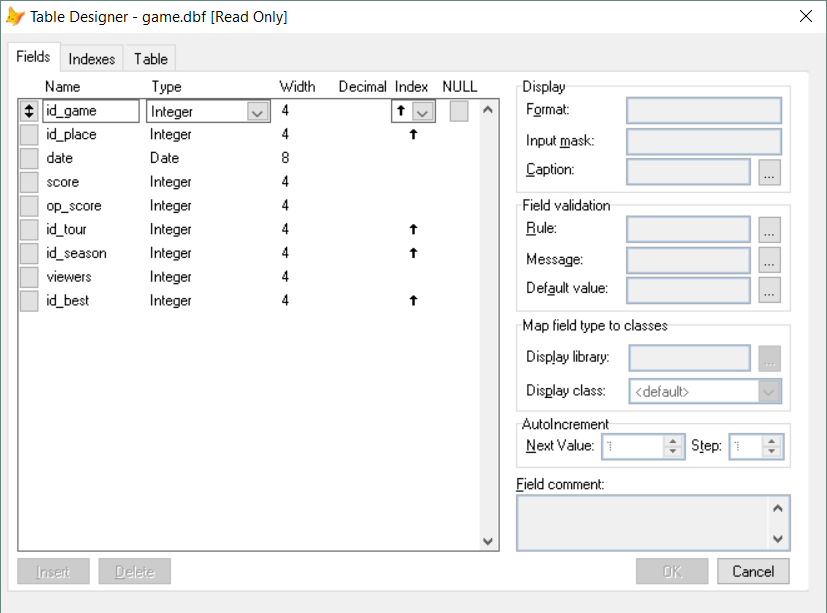 Table Designer - game.dbf [Read Only]
Fields Indexes Table
Name Type Width Decimal Index NULL
id_game Integer 4
id_place Integer 4
date Date 8
score Integer 4
op_score Integer 4
id_tour Integer 4
id_season Integer 4
viewers Integer 4
id_best Integer 4
Display
Format:
Input mask:
Caption: ...
Field validation
Rule: ...
Message: ...
Default value: ...
Map field type to classes
Display library: ...
Display class: <default>
AutoIncrement
Next Value: 1 Step: 1
Field comment:
Insert Delete OK Cancel